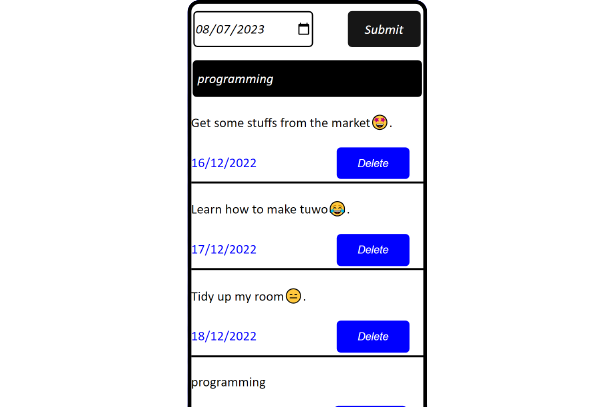 08/07/2023 Submit
programming
Get some stuffs from the market🤩.
16/12/2022 Delete
Learn how to make tuwo😂.
17/12/2022 Delete
Tidy up my room😑.
18/12/2022 Delete
programming